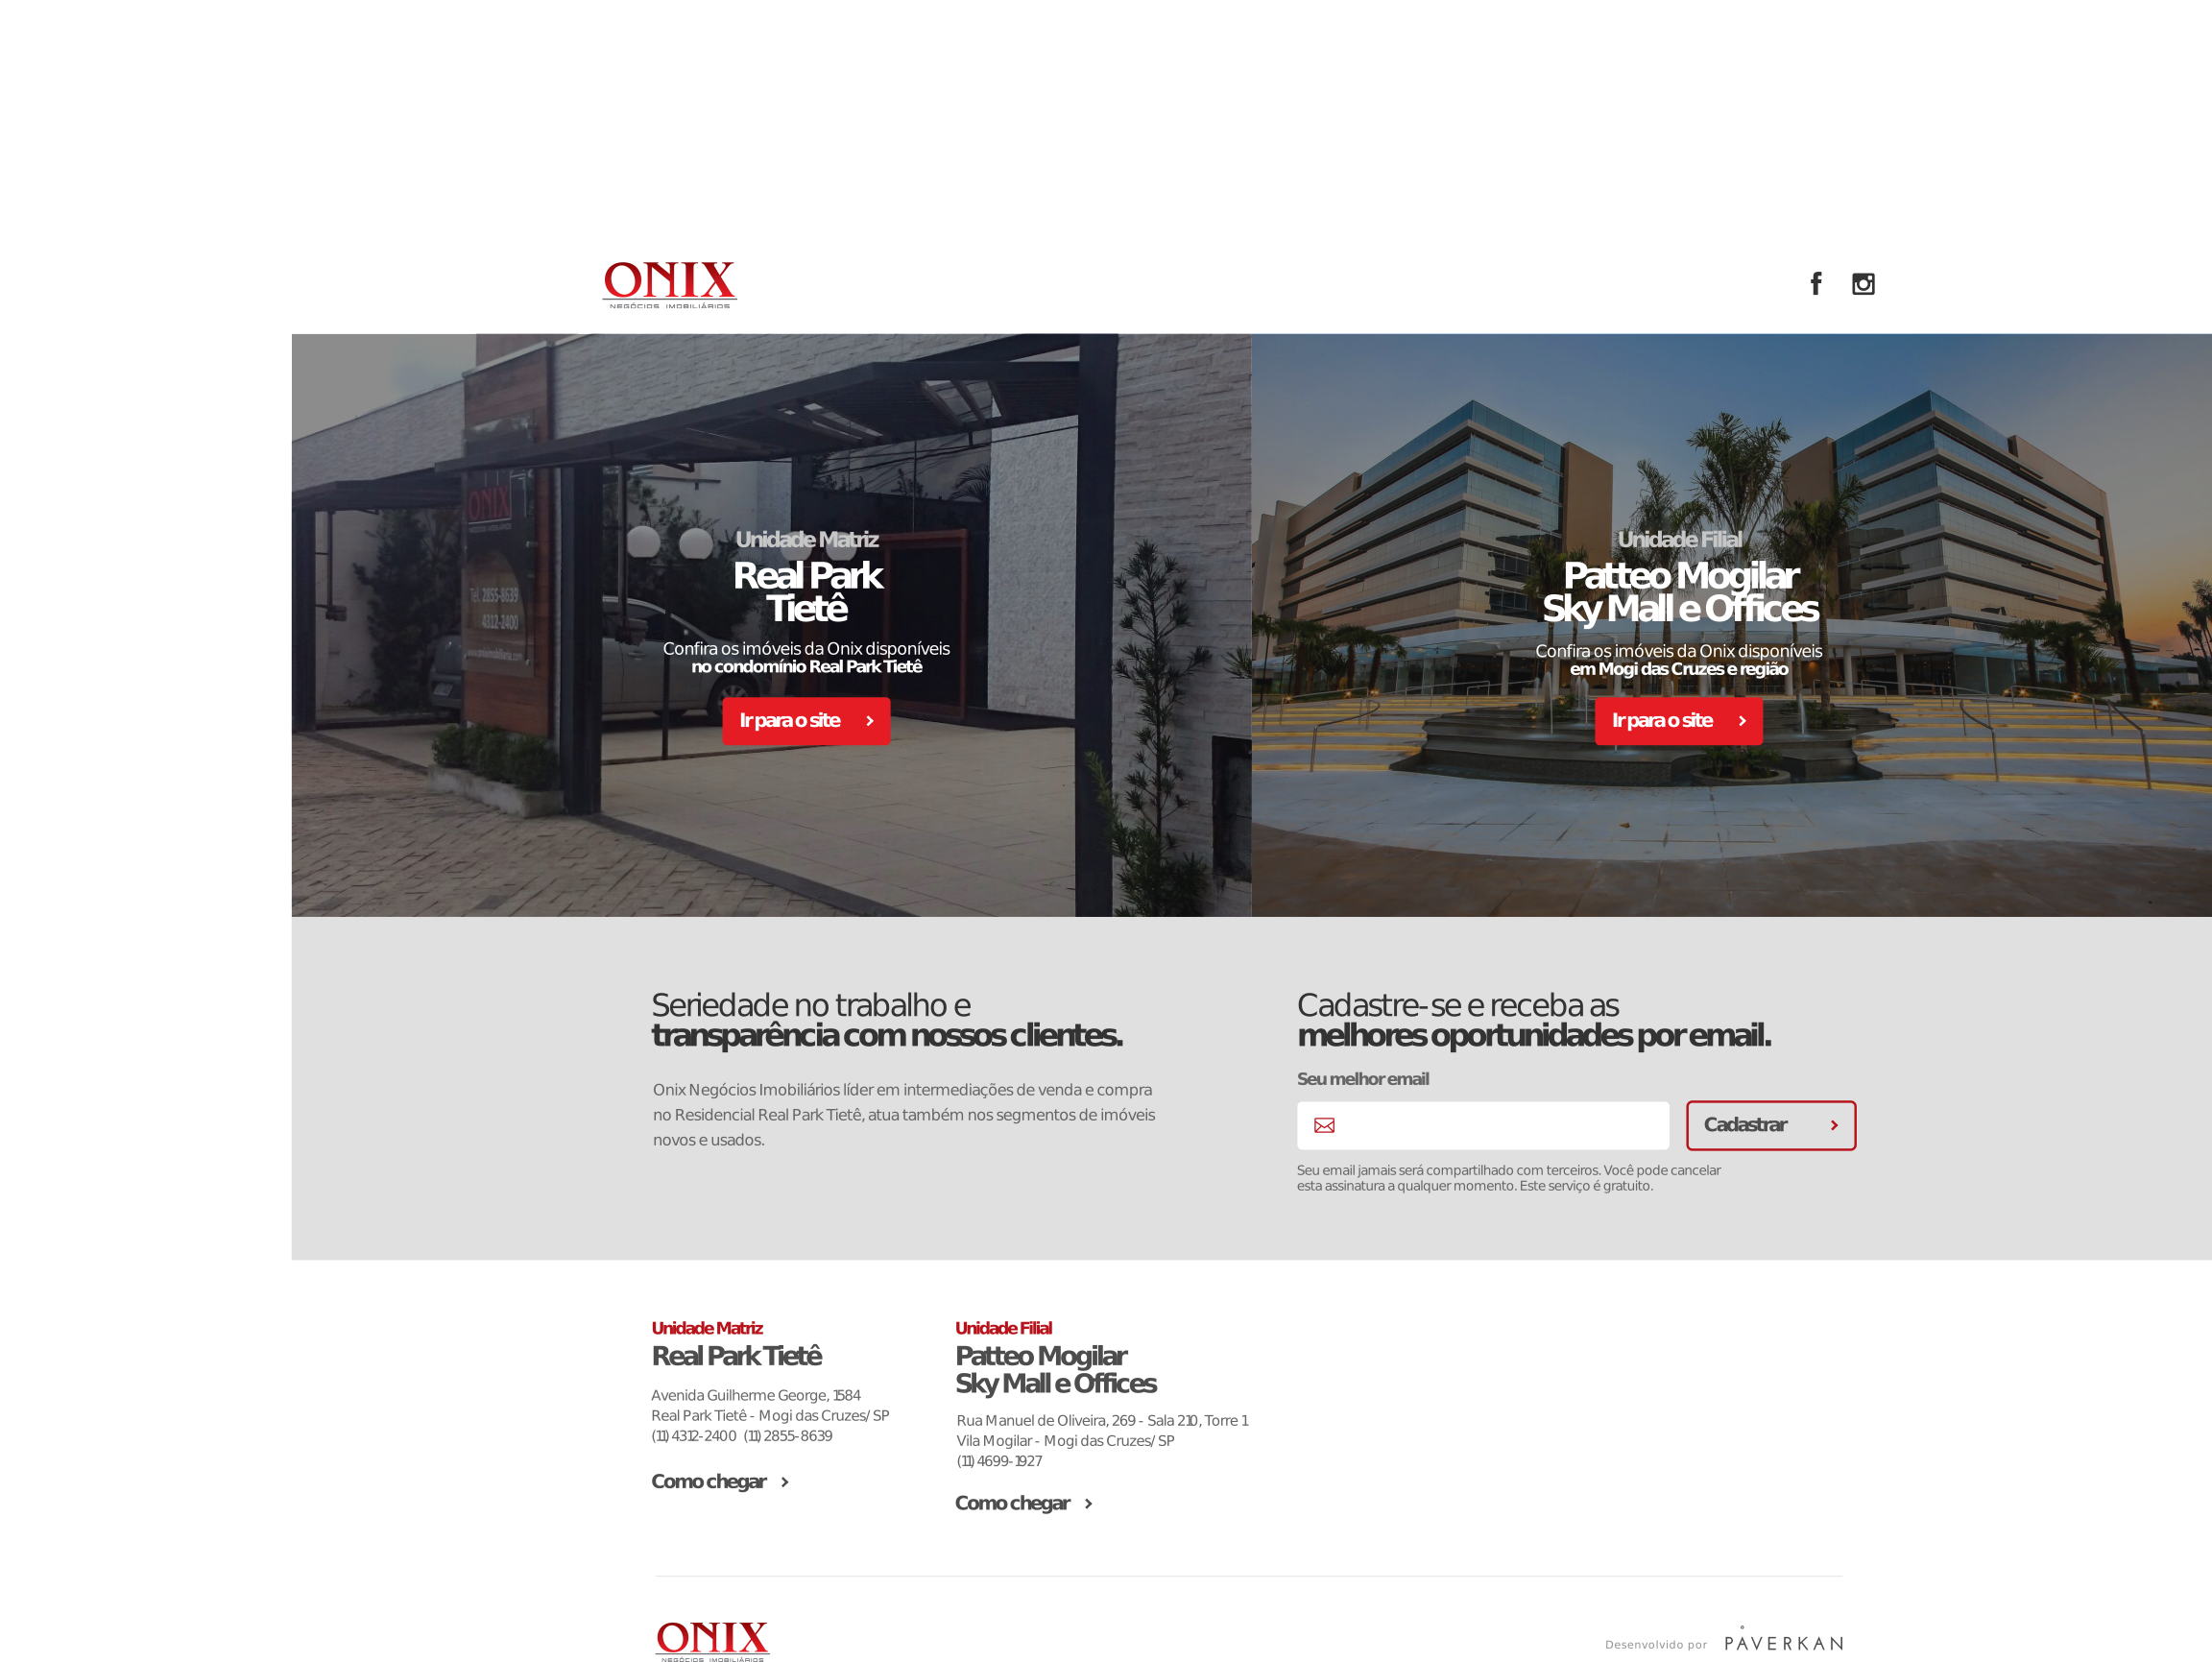 ONIX
NEGÓCIOS IMOBILIÁRIOS
ONIX
NEGÓCIOS IMOBILIÁRIOS
Tel. 2855-8639
4312-2400
Unidade Matriz
Real Park
Tietê
Confira os imóveis da Onix disponíveis
no condomínio Real Park Tietê
Ir para o site
Unidade Filial
Patteo Mogilar
Sky Mall e Offices
Confira os imóveis da Onix disponíveis
em Mogi das Cruzes e região
Ir para o site
Seriedade no trabalho e
transparência com nossos clientes.
Onix Negócios Imobiliários líder em intermediações de venda e compra
no Residencial Real Park Tietê, atua também nos segmentos de imóveis
novos e usados.
Cadastre-se e receba as
melhores oportunidades por email.
Seu melhor email
Cadastrar
Seu email jamais será compartilhado com terceiros. Você pode cancelar
esta assinatura a qualquer momento. Este serviço é gratuito.
Unidade Matriz
Real Park Tietê
Avenida Guilherme George, 1584
Real Park Tietê - Mogi das Cruzes/ SP
(11) 4312-2400 (11) 2855-8639
Como chegar
Unidade Filial
Patteo Mogilar
Sky Mall e Offices
Rua Manuel de Oliveira, 269 - Sala 210, Torre 1
Vila Mogilar - Mogi das Cruzes/ SP
(11) 4699-1927
Como chegar
ONIX
NEGÓCIOS IMOBILIÁRIOS
Desenvolvido por PAVERKAN